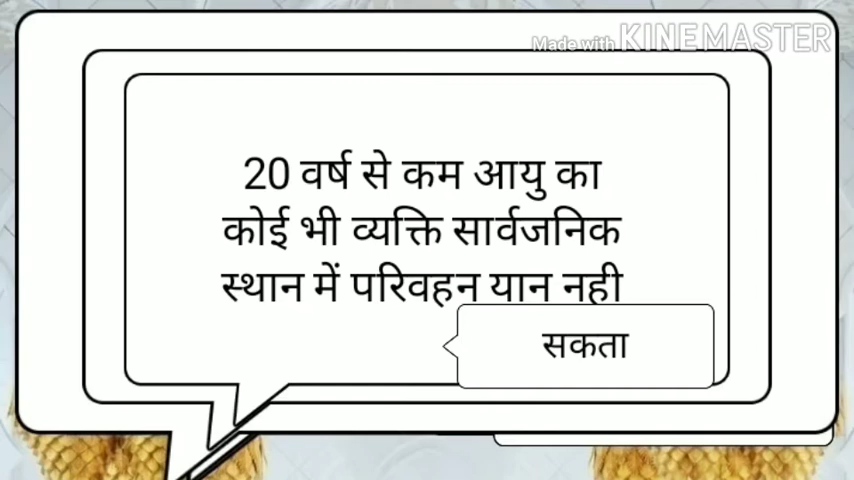 Made with KINEMASTER
20 वर्ष से कम आयु का
कोई भी व्यक्ति सार्वजनिक
स्थान में परिवहन यान नही
सकता